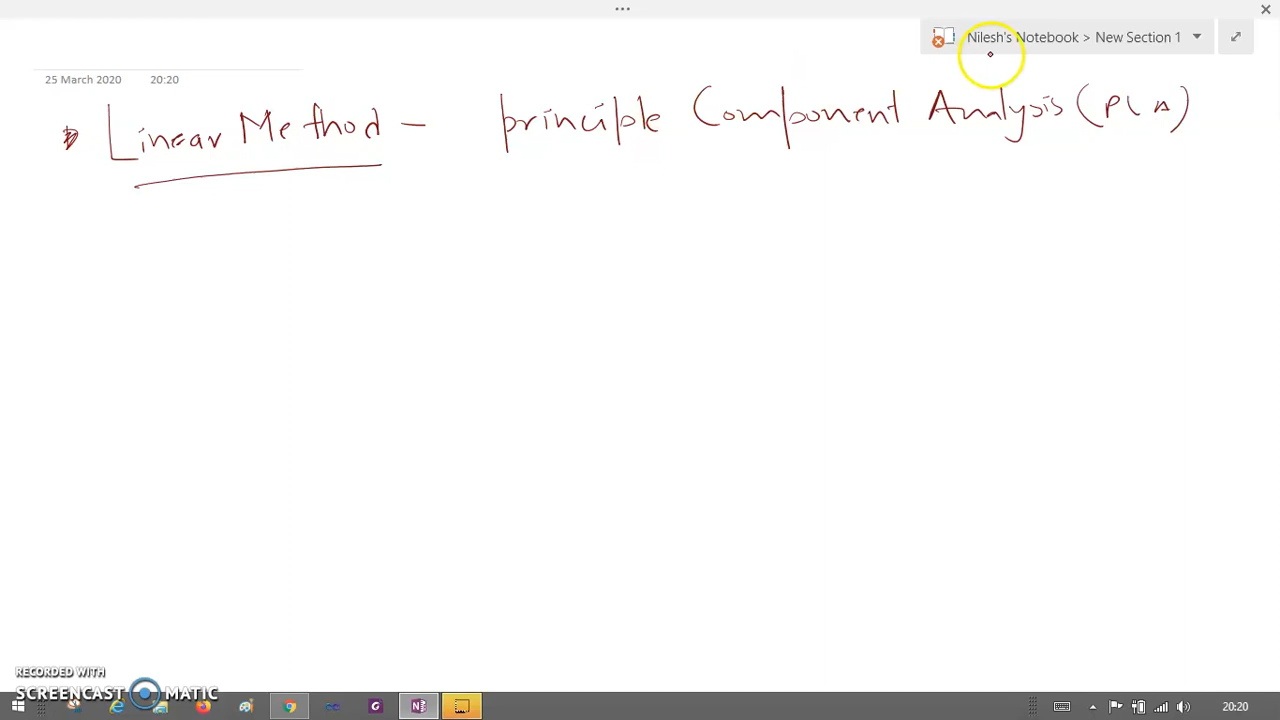 ...
Nilesh's Notebook > New Section 1
25 March 2020 20:20
Linear Method - principle Component Analysis (PCA)
RECORDED WITH
SCREENCAST MATIC
20:20